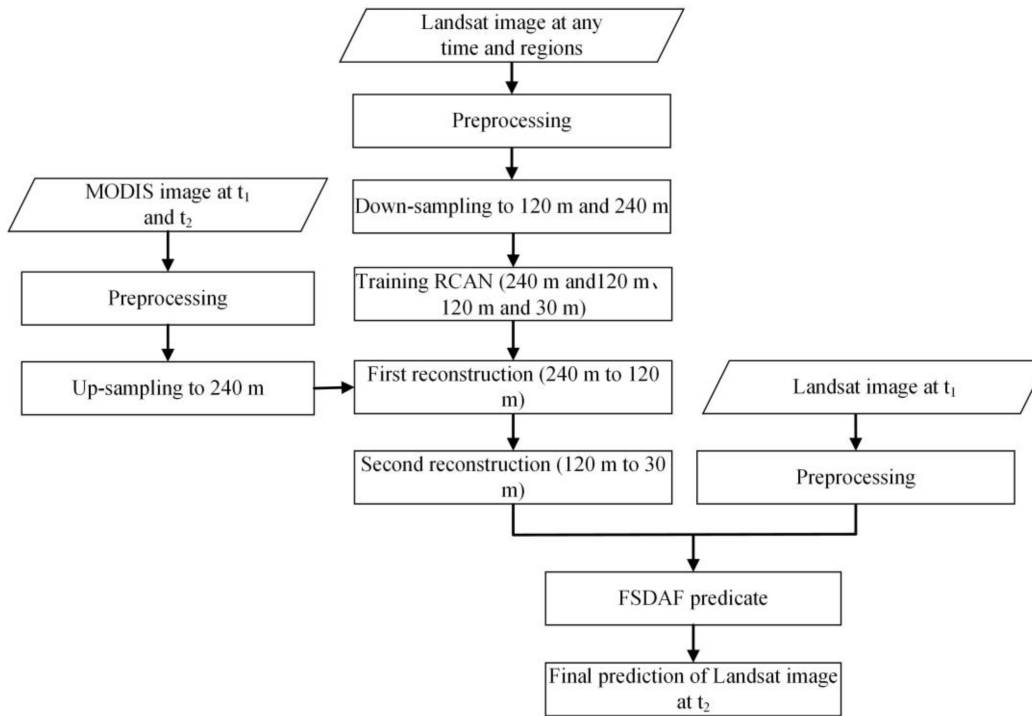 Landsat image at any
time and regions
Preprocessing
Down-sampling to 120 m and 240 m
Training RCAN (240 m and120 m、
120 m and 30 m)
MODIS image at t₁
and t₂
Preprocessing
Up-sampling to 240 m
First reconstruction (240 m to 120
m)
Second reconstruction (120 m to 30
m)
Landsat image at t₁
Preprocessing
FSDAF predicate
Final prediction of Landsat image
at t₂